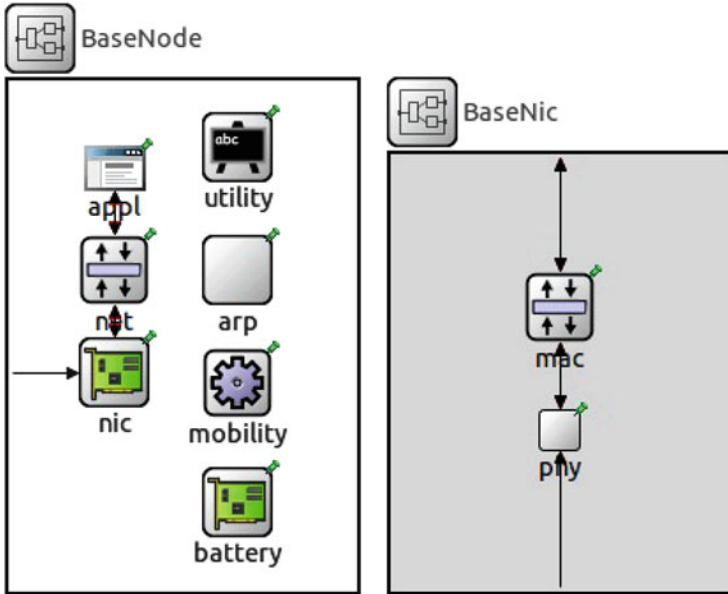 BaseNode
appl
net
nic
utility
abc
arp
mobility
battery
BaseNic
mac
phy